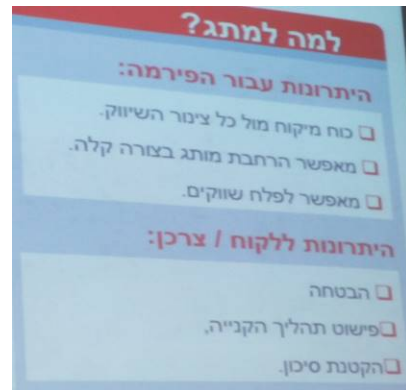 למה למתג?
היתרונות עבור הפירמה:
❑ כוח מיקוח מול כל צינור השיווק.
❑ מאפשר הרחבת מותג בצורה קלה.
❑ מאפשר לפלח שווקים.
היתרונות ללקוח / צרכן:
❑ הבטחה
❑פישוט תהליך הקנייה,
❑הקטנת סיכון.